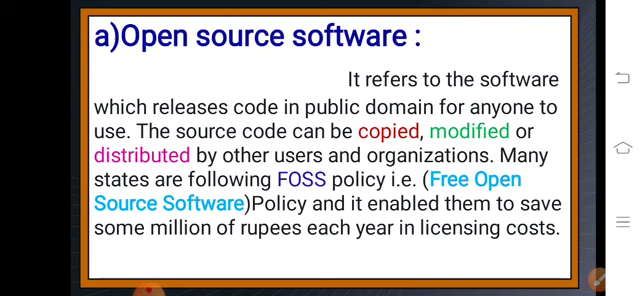 a)Open source software :
It refers to the software
which releases code in public domain for anyone to
use. The source code can be copied, modified or
distributed by other users and organizations. Many
states are following FOSS policy i.e. (Free Open
Source Software)Policy and it enabled them to save
some million of rupees each year in licensing costs.